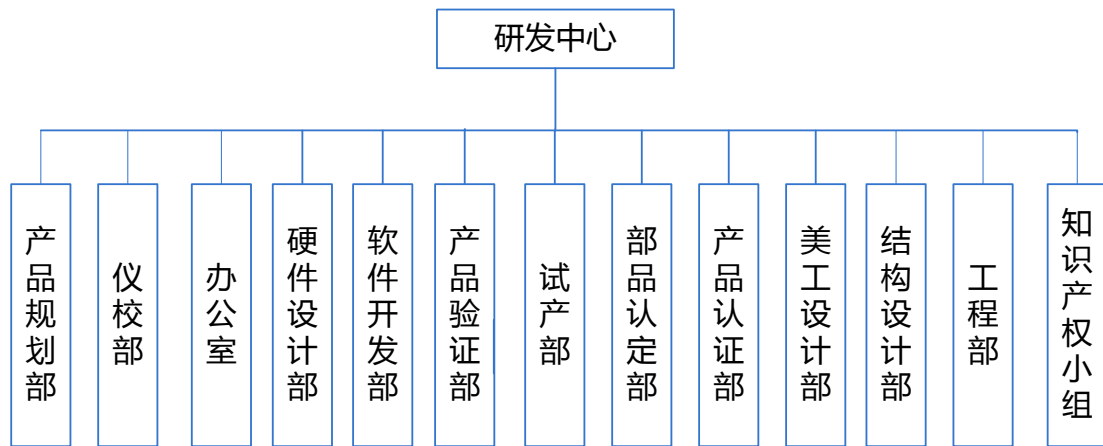 研发中心
产品规划部
仪校部
办公室
硬件设计部
软件开发部
产品验证部
试产部
部品认定部
产品认证部
美工设计部
结构设计部
工程部
知识产权小组